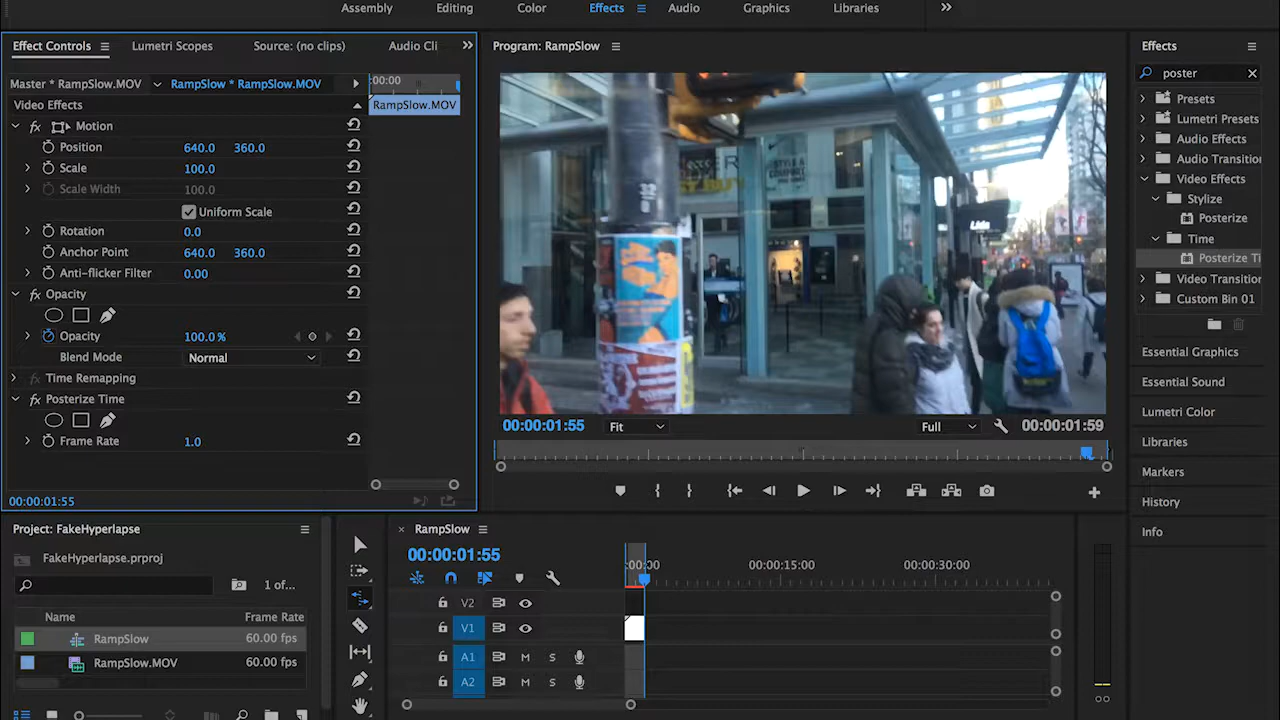 Assembly Editing Color Effects Audio Graphics Libraries
Effect Controls Lumetri Scopes Source: (no clips) Audio Cli
Master * RampSlow.MOV RampSlow * RampSlow.MOV :00:00
Video Effects RampSlow.MOV
fx Motion
Position 640.0 360.0
Scale 100.0
Scale Width 100.0
Uniform Scale
Rotation 0.0
Anchor Point 640.0 360.0
Anti-flicker Filter 0.00
fx Opacity
Opacity 100.0 %
Blend Mode Normal
fx Time Remapping
fx Posterize Time
Frame Rate 1.0
00:00:01:55
Program: RampSlow
32
STYLE &
COMFORT
00:00:01:55 Fit Full 00:00:01:59
Effects
poster
Presets
Lumetri Presets
Audio Effects
Audio Transitio
Video Effects
Stylize
Posterize
Time
Posterize Ti
Video Transition
Custom Bin 01
Essential Graphics
Essential Sound
Lumetri Color
Libraries
Markers
History
Info
Project: FakeHyperlapse
FakeHyperlapse.prproj
1 of...
Name Frame Rate
RampSlow 60.00 fps
RampSlow.MOV 60.00 fps
RampSlow
00:00:01:55
:00:00 00:00:15:00 00:00:30:00
V2
V1
A1 M S
A2 M S